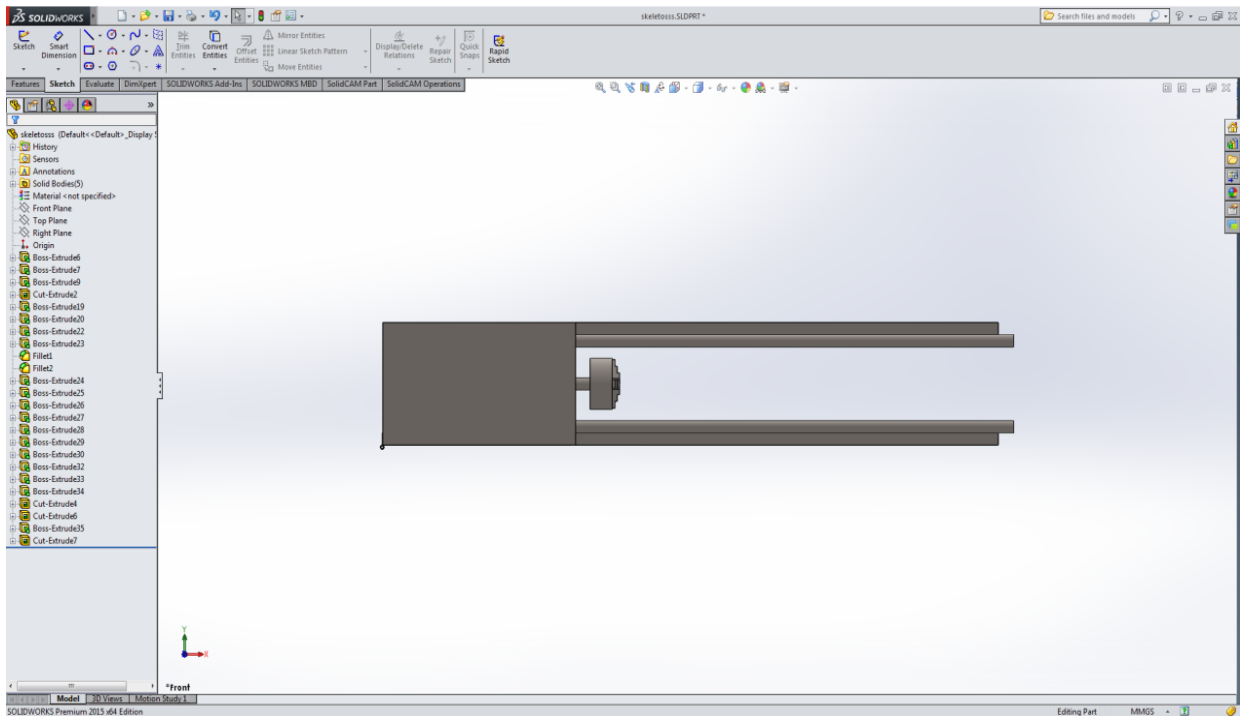 SOLIDWORKS
skeletosss.SLDPRT *
Search files and models
Sketch
Smart Dimension
Trim Entities
Convert Entities
Offset Entities
Mirror Entities
Linear Sketch Pattern
Move Entities
Display/Delete Relations
Repair Sketch
Quick Snaps
Rapid Sketch
Features Sketch Evaluate DimXpert SOLIDWORKS Add-Ins SOLIDWORKS MBD SolidCAM Part SolidCAM Operations
skeletosss (Default<<Default>_Display S
History
Sensors
Annotations
Solid Bodies(5)
Material <not specified>
Front Plane
Top Plane
Right Plane
Origin
Boss-Extrude6
Boss-Extrude7
Boss-Extrude9
Cut-Extrude2
Boss-Extrude19
Boss-Extrude20
Boss-Extrude22
Boss-Extrude23
Fillet1
Fillet2
Boss-Extrude24
Boss-Extrude25
Boss-Extrude26
Boss-Extrude27
Boss-Extrude28
Boss-Extrude29
Boss-Extrude30
Boss-Extrude32
Boss-Extrude33
Boss-Extrude34
Cut-Extrude4
Cut-Extrude6
Boss-Extrude35
Cut-Extrude7
Y
X
*Front
Model 3D Views Motion Study 1
SOLIDWORKS Premium 2015 x64 Edition
Editing Part MMGS